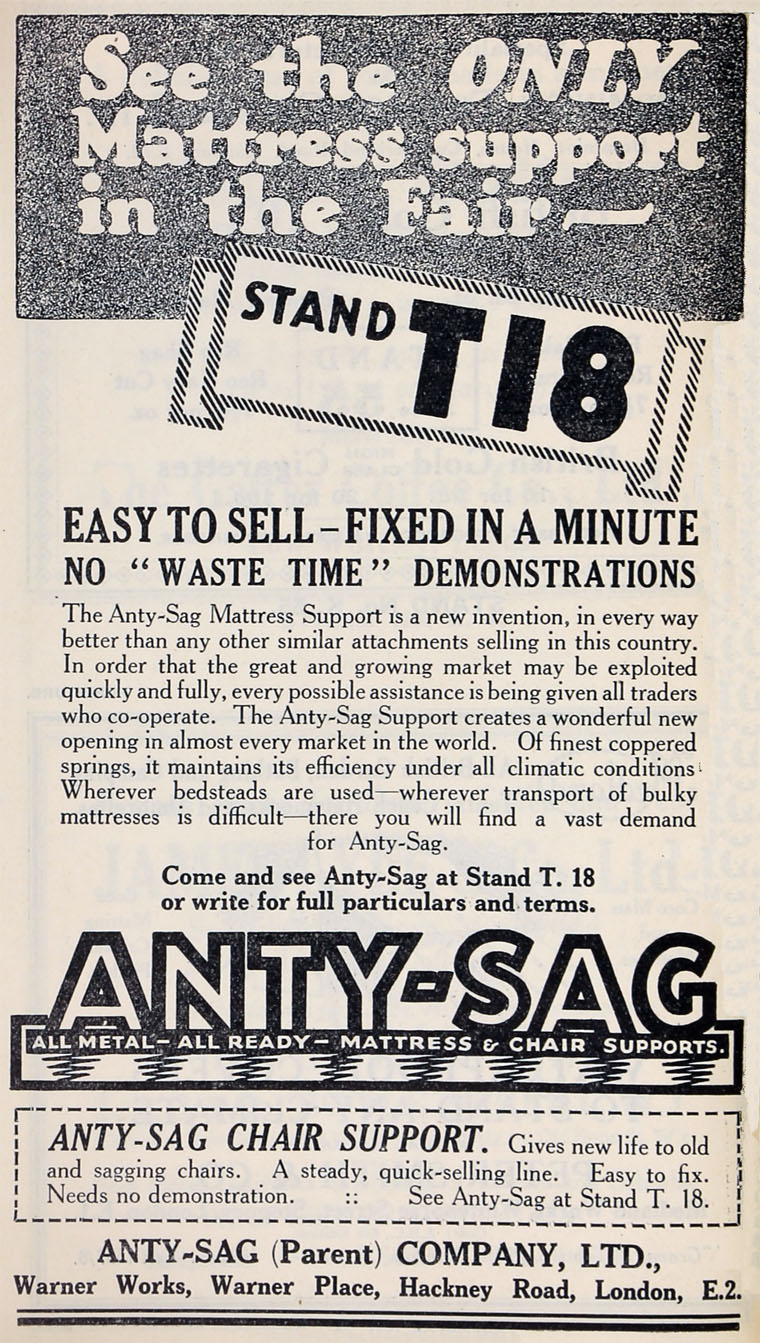 See the ONLY
Mattress support
in the Fair—
STAND T18
EASY TO SELL – FIXED IN A MINUTE
NO “WASTE TIME” DEMONSTRATIONS
The Anty-Sag Mattress Support is a new invention, in every way
better than any other similar attachments selling in this country.
In order that the great and growing market may be exploited
quickly and fully, every possible assistance is being given all traders
who co-operate. The Anty-Sag Support creates a wonderful new
opening in almost every market in the world. Of finest coppered
springs, it maintains its efficiency under all climatic conditions
Wherever bedsteads are used—wherever transport of bulky
mattresses is difficult—there you will find a vast demand
for Anty-Sag.
Come and see Anty-Sag at Stand T. 18
or write for full particulars and terms.
ANTY-SAG
ALL METAL – ALL READY – MATTRESS & CHAIR SUPPORTS.
ANTY-SAG CHAIR SUPPORT. Gives new life to old
and sagging chairs. A steady, quick-selling line. Easy to fix.
Needs no demonstration. :: See Anty-Sag at Stand T. 18.
ANTY-SAG (Parent) COMPANY, LTD.,
Warner Works, Warner Place, Hackney Road, London, E.2.